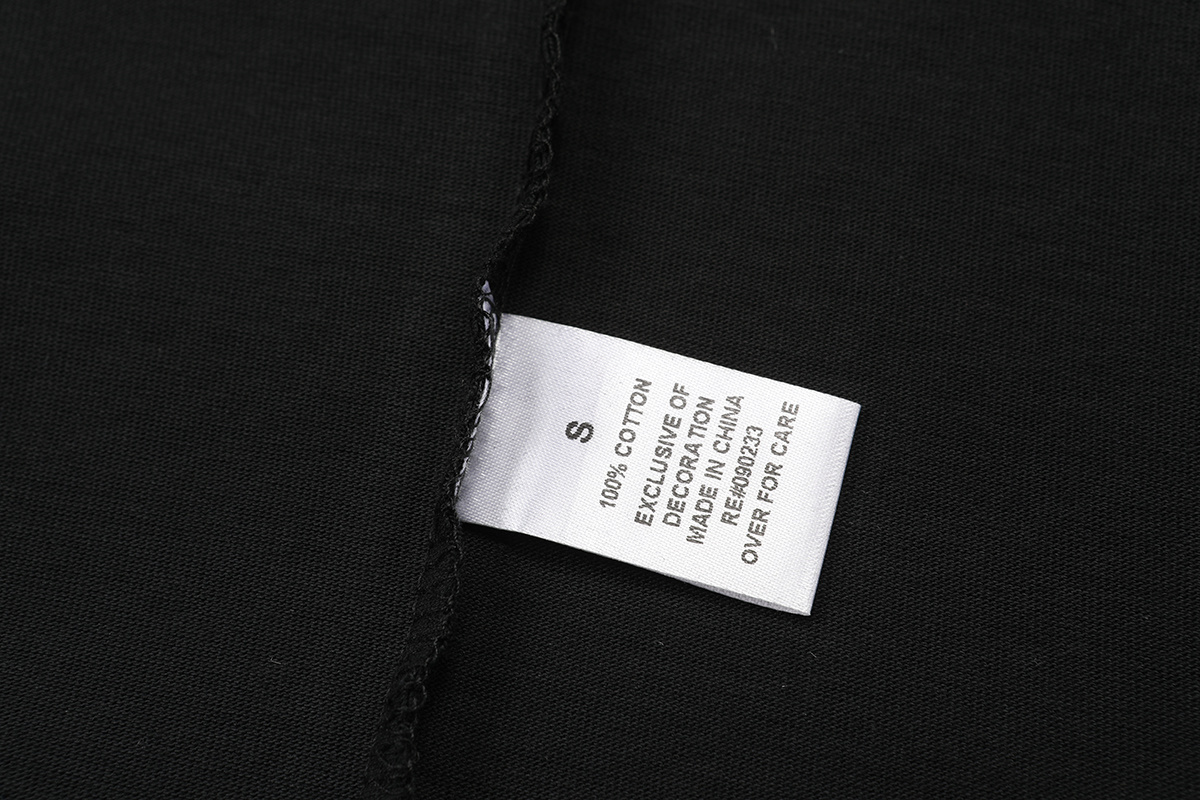 S
100% COTTON
EXCLUSIVE OF
DECORATION
MADE IN CHINA
RE#090233
OVER FOR CARE